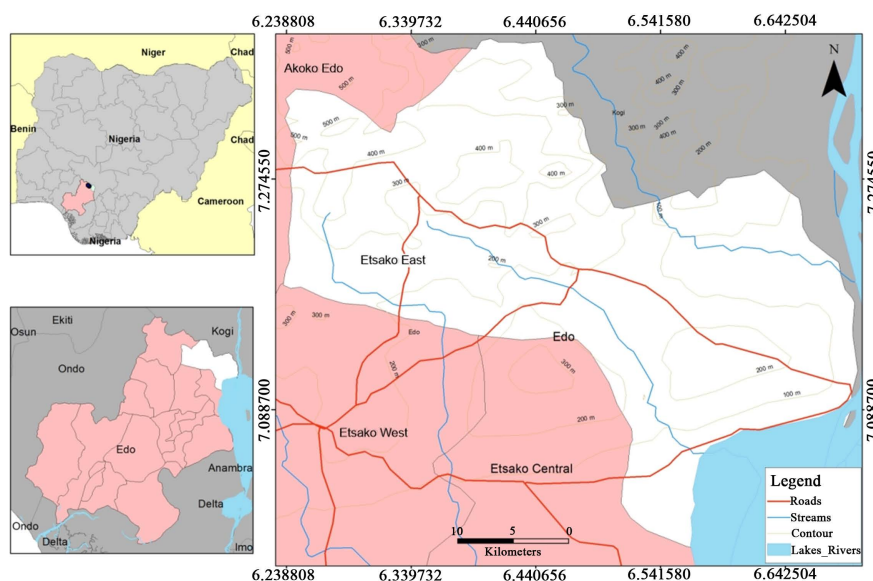 Niger
Chad
Benin
Nigeria
Chad
Cameroon
Nigeria
Ekiti
Osun
Kogi
Ondo
Edo
Anambra
Delta
Ondo
Delta
Imo
6.238808 6.339732 6.440656 6.541580 6.642504
500 m
300 m
Akoko Edo
500 m
400 m
400 m
300 m
300 m
Kogi
500 m
300 m
300 m
400 m
500 m
200 m
400 m
400 m
400 m
300 m
7.274550
7.274550
300 m
Etsako East
200 m
300 m
300 m
Edo
Edo
200 m
300 m
200 m
100 m
7.088700
7.088700
200 m
Etsako West
Etsako Central
N
10 5 0
Kilometers
Legend
Roads
Streams
Contour
Lakes_Rivers
6.238808 6.339732 6.440656 6.541580 6.642504